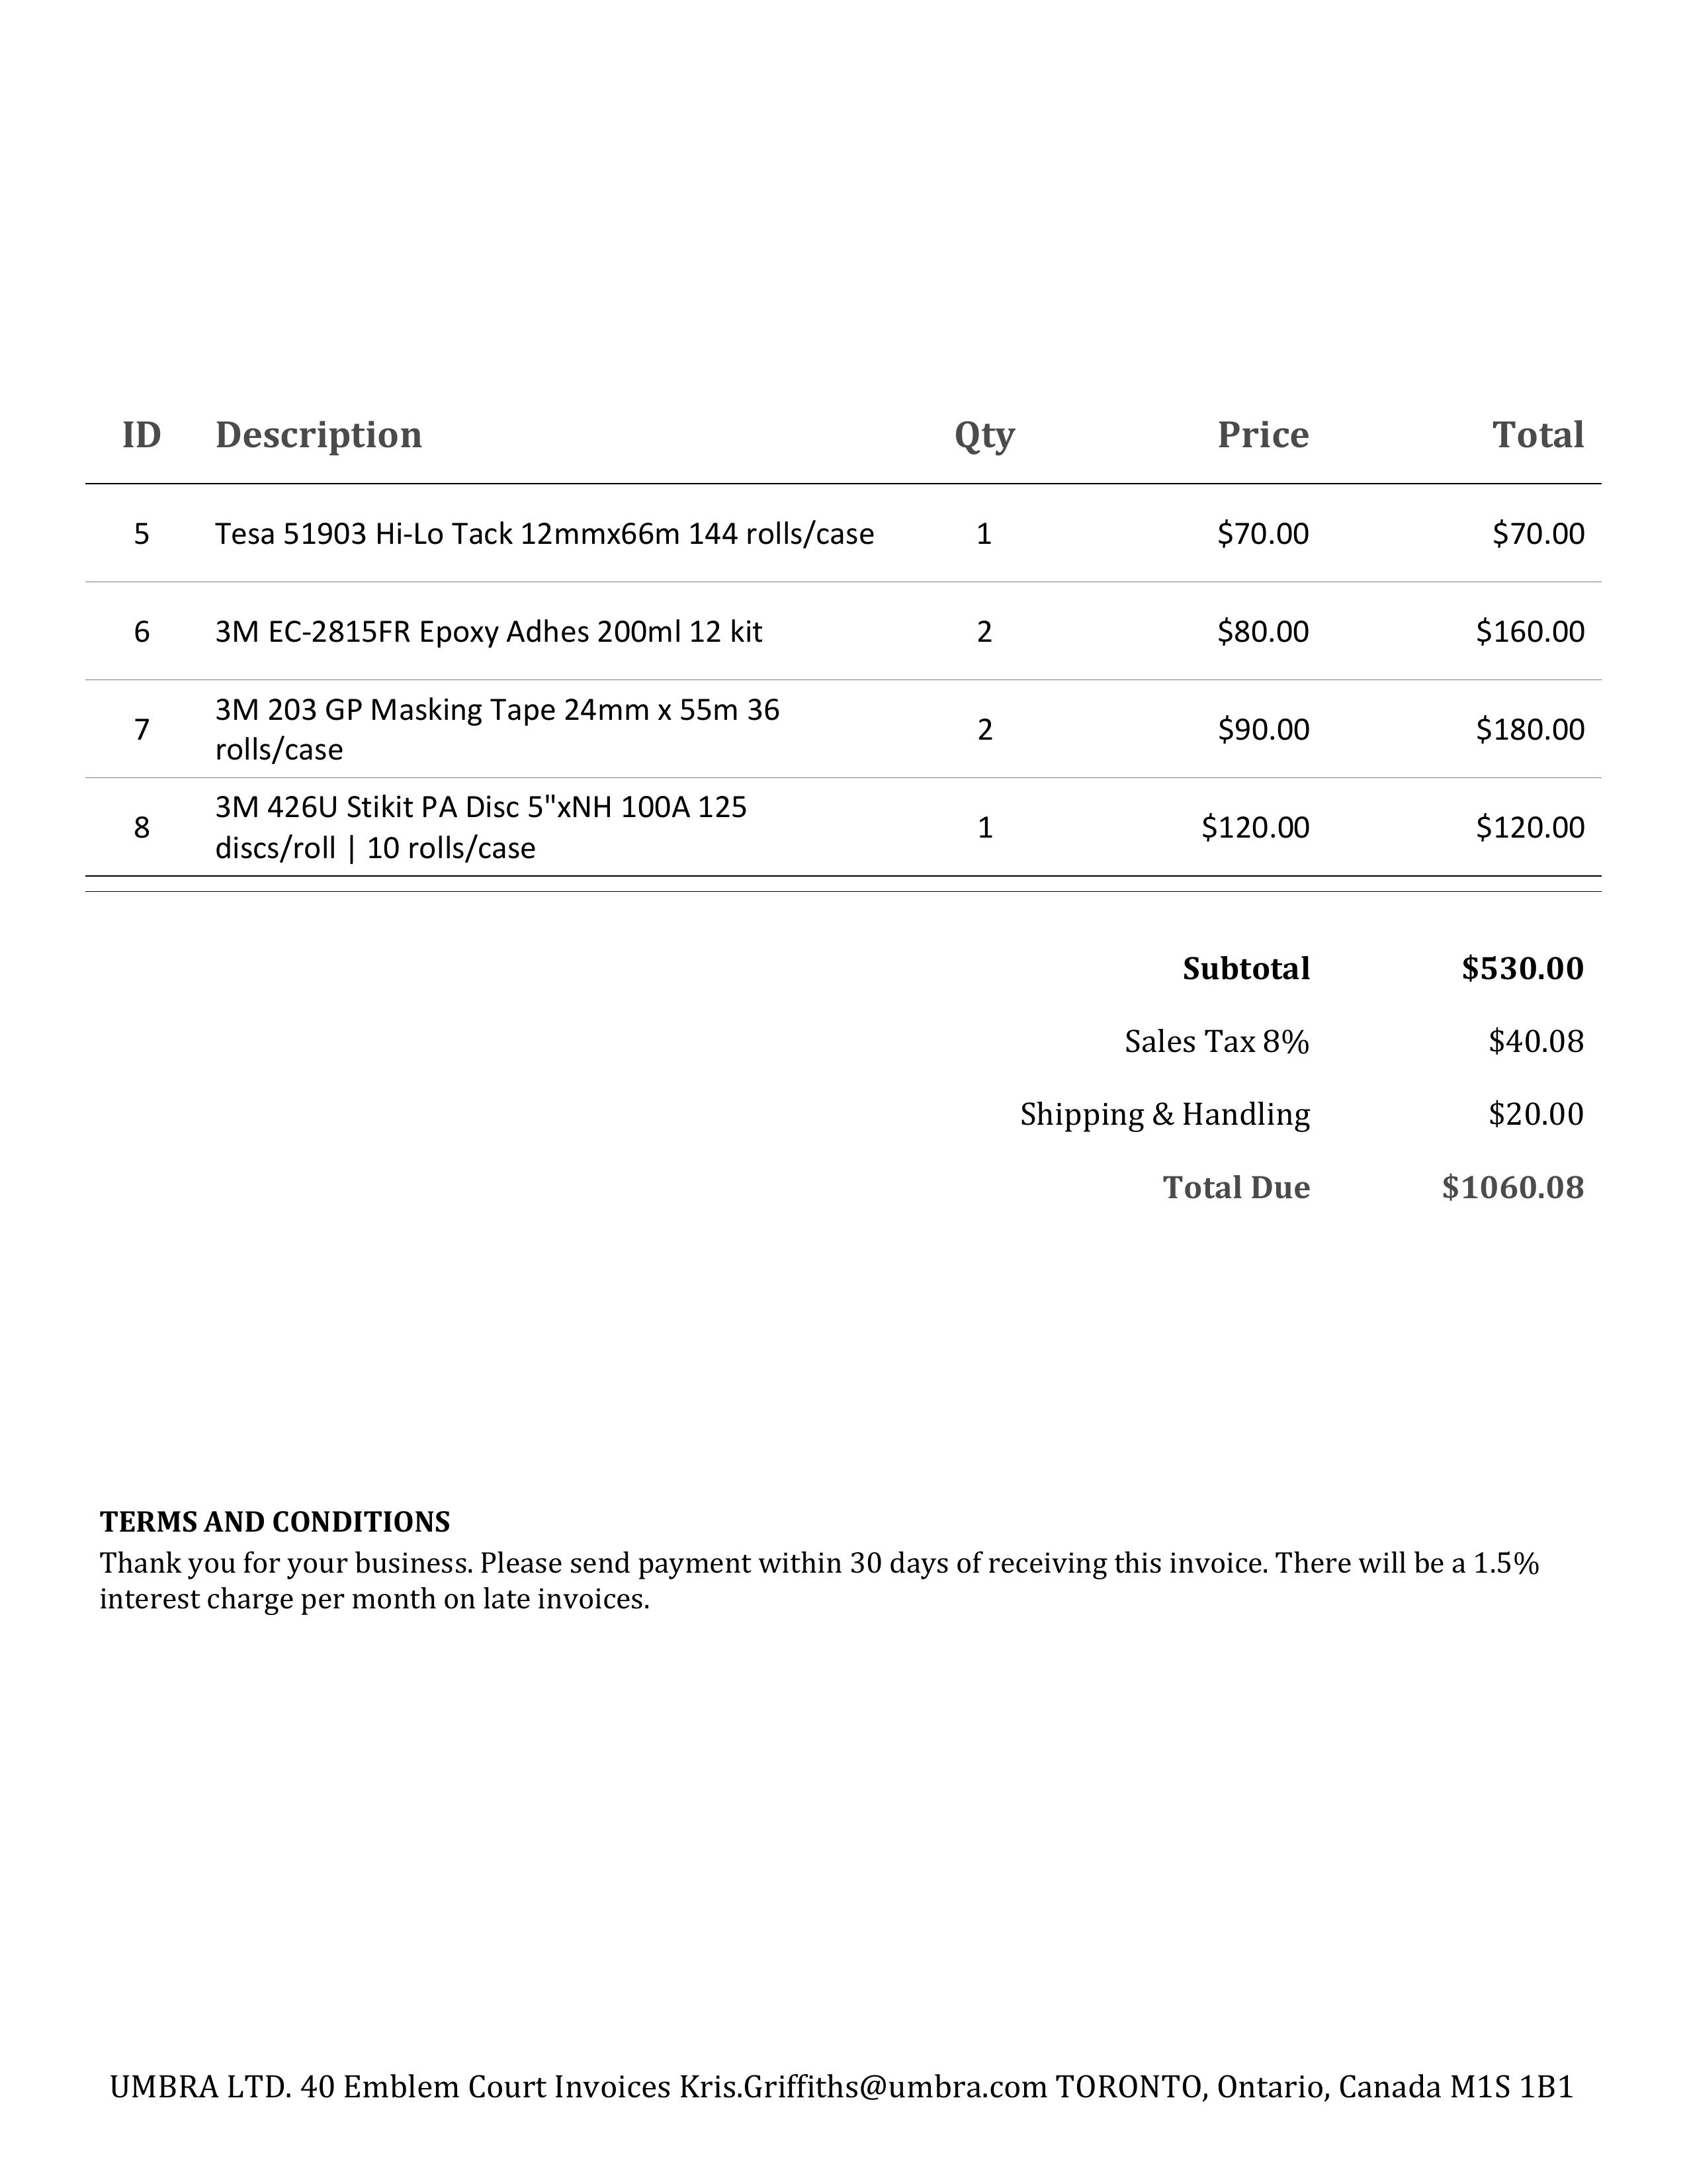 ID Description Qty Price Total
5 Tesa 51903 Hi-Lo Tack 12mmx66m 144 rolls/case 1 $70.00 $70.00
6 3M EC-2815FR Epoxy Adhes 200ml 12 kit 2 $80.00 $160.00
7 3M 203 GP Masking Tape 24mm x 55m 36
rolls/case 2 $90.00 $180.00
8 3M 426U Stikit PA Disc 5"xNH 100A 125
discs/roll | 10 rolls/case 1 $120.00 $120.00
Subtotal $530.00
Sales Tax 8% $40.08
Shipping & Handling $20.00
Total Due $1060.08
TERMS AND CONDITIONS
Thank you for your business. Please send payment within 30 days of receiving this invoice. There will be a 1.5%
interest charge per month on late invoices.
UMBRA LTD. 40 Emblem Court Invoices Kris.Griffiths@umbra.com TORONTO, Ontario, Canada M1S 1B1